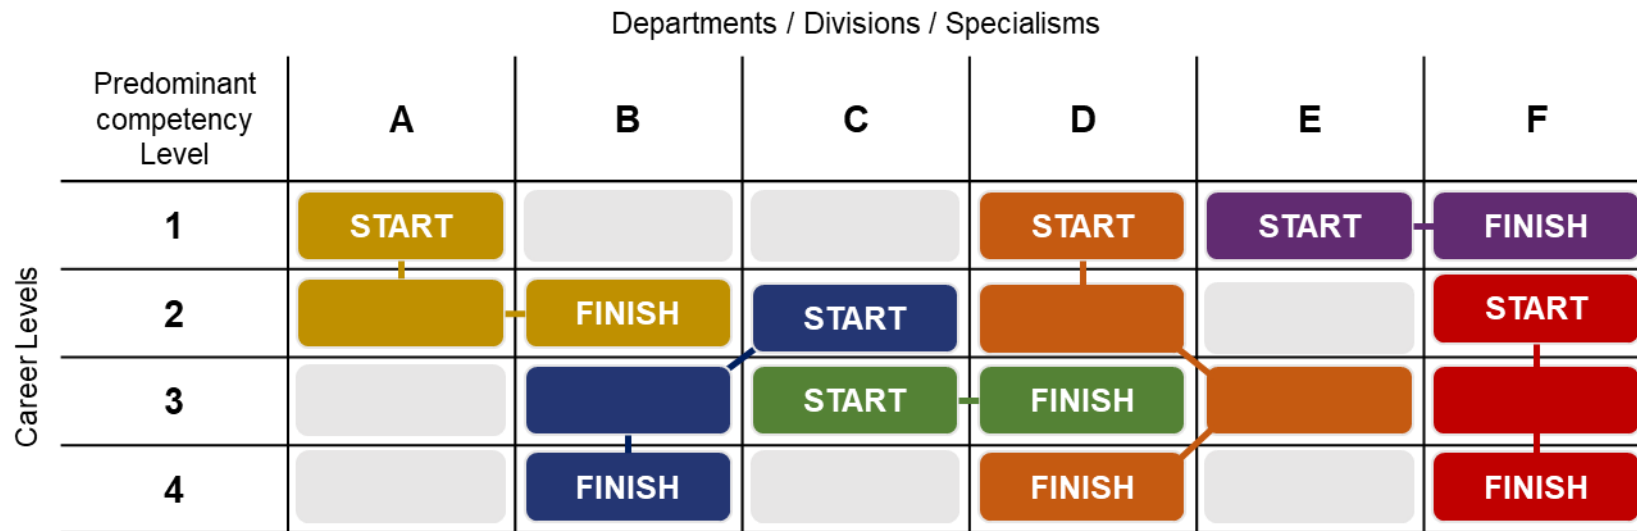 Departments / Divisions / Specialisms
Predominant
competency
Level
A
B
C
D
E
F
Career Levels
1
START
START
START
FINISH
2
FINISH
START
START
3
START
FINISH
4
FINISH
FINISH
FINISH